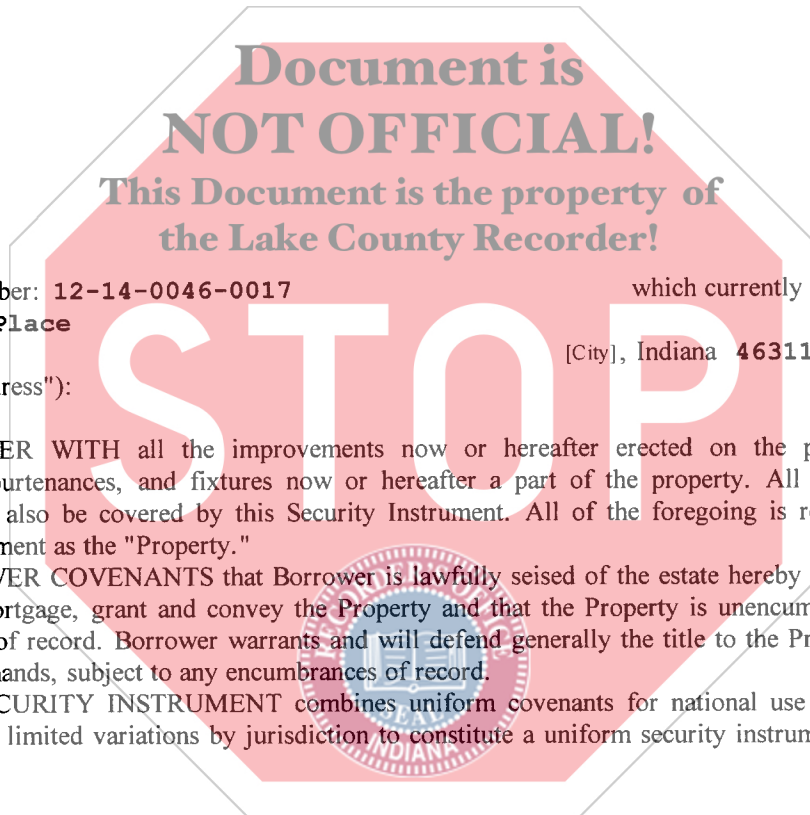 Document is
NOT OFFICIAL!
This Document is the property of
the Lake County Recorder!
ber: 12-14-0046-0017 which currently
Place
[City], Indiana 46311
ress"):
STOP
ER WITH all the improvements now or hereafter erected on the p
urtenances, and fixtures now or hereafter a part of the property. All
also be covered by this Security Instrument. All of the foregoing is r
ment as the "Property."
VER COVENANTS that Borrower is lawfully seised of the estate hereby
ortgage, grant and convey the Property and that the Property is unencum
of record. Borrower warrants and will defend generally the title to the Pr
nands, subject to any encumbrances of record.
CURITY INSTRUMENT combines uniform covenants for national use
limited variations by jurisdiction to constitute a uniform security instrum
RECORDER'S OFFICE
SEAL
INDIANA